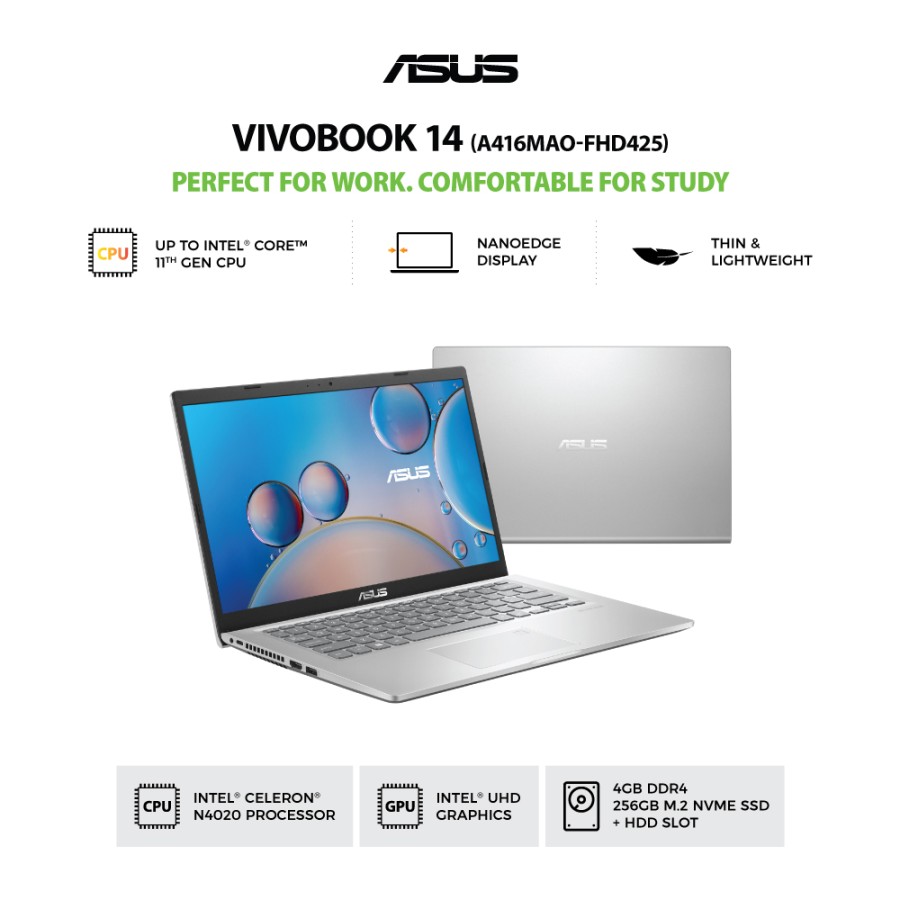 ASUS
VIVOBOOK 14 (A416MAO-FHD425)
PERFECT FOR WORK. COMFORTABLE FOR STUDY
CPU
UP TO INTEL® CORE™
11TH GEN CPU
NANOEDGE
DISPLAY
THIN &
LIGHTWEIGHT
ASUS
ASUS
ASUS
CPU
INTEL® CELERON®
N4020 PROCESSOR
GPU
INTEL® UHD
GRAPHICS
4GB DDR4
256GB M.2 NVME SSD
+ HDD SLOT